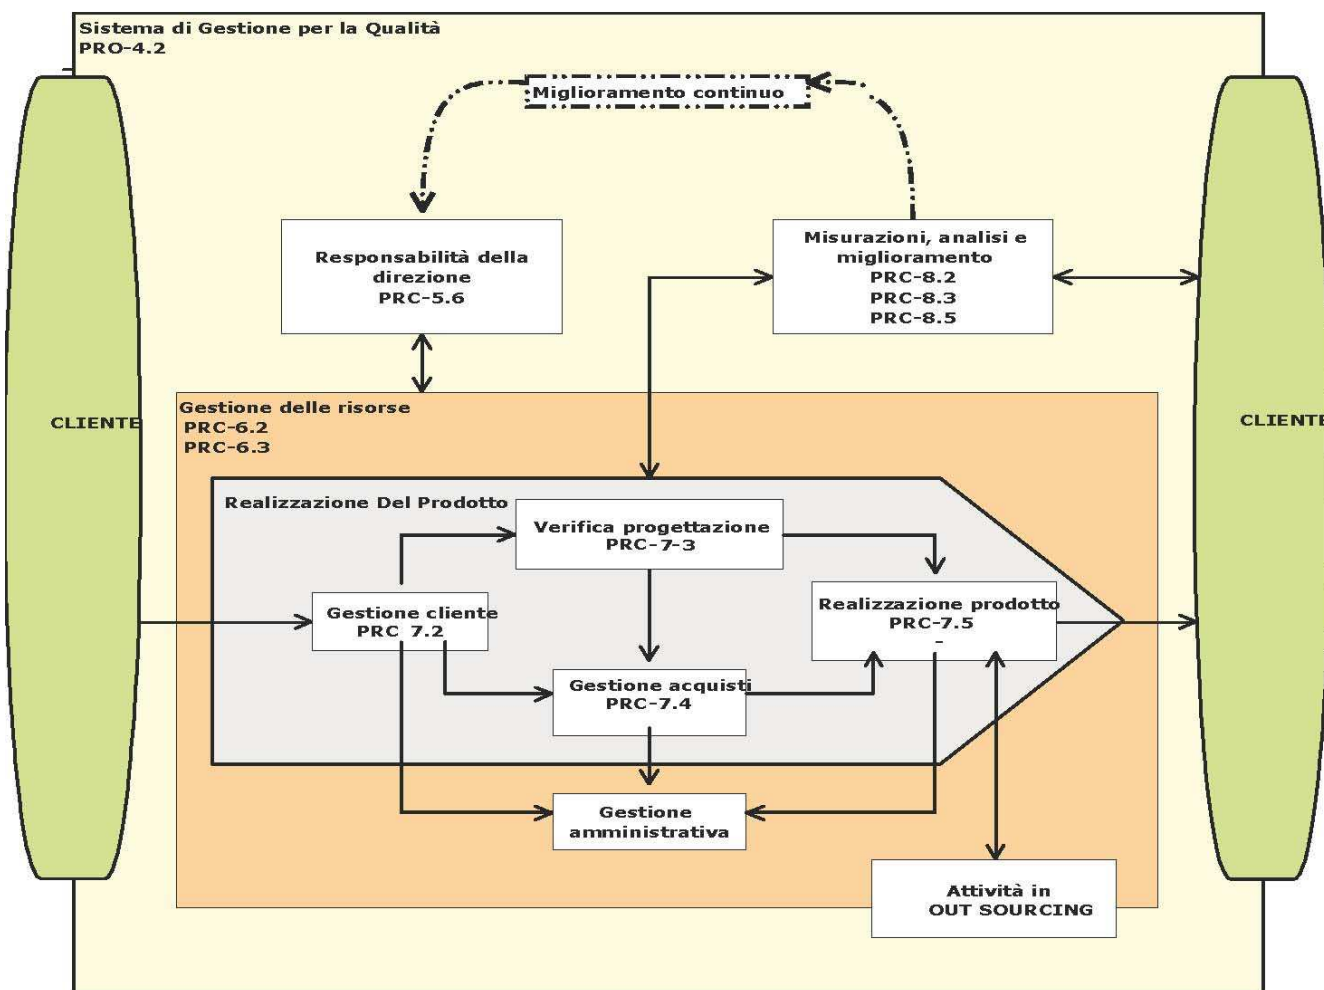 Sistema di Gestione per la Qualità
PRO-4.2
Miglioramento continuo
Responsabilità della
direzione
PRC-5.6
Misurazioni, analisi e
miglioramento
PRC-8.2
PRC-8.3
PRC-8.5
CLIENTE
CLIENTE
Gestione delle risorse
PRC-6.2
PRC-6.3
Realizzazione Del Prodotto
Verifica progettazione
PRC-7-3
Gestione cliente
PRC 7.2
Realizzazione prodotto
PRC-7.5
-
Gestione acquisti
PRC-7.4
Gestione
amministrativa
Attività in
OUT SOURCING